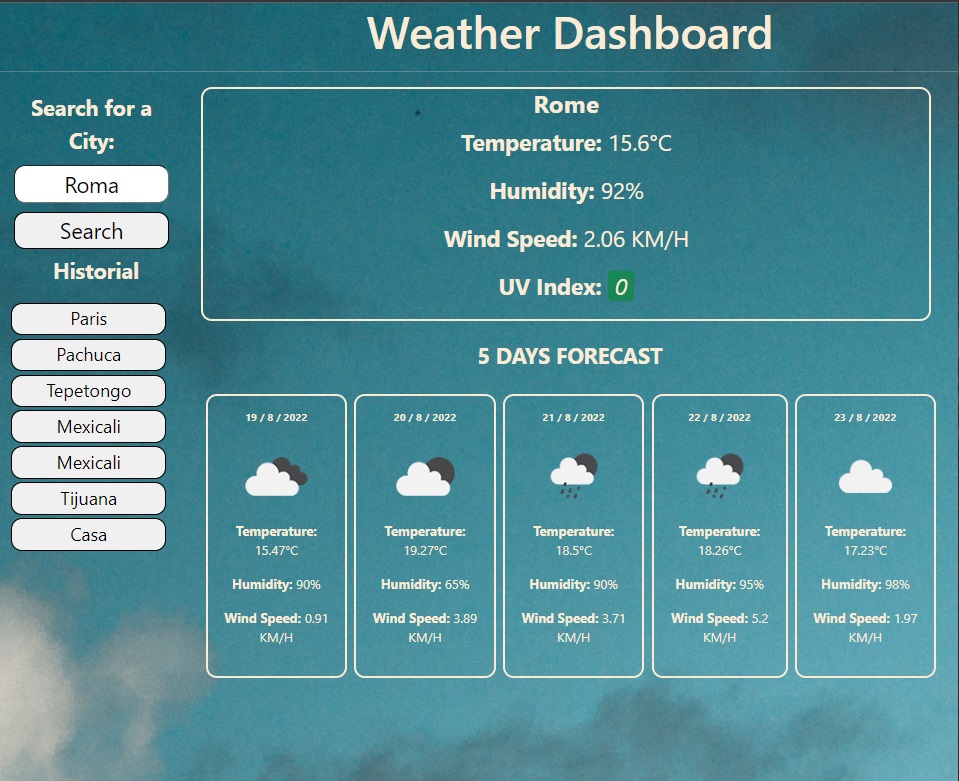 Weather Dashboard
Search for a
City:
Roma
Search
Historial
Paris
Pachuca
Tepetongo
Mexicali
Mexicali
Tijuana
Casa
Rome
Temperature: 15.6°C
Humidity: 92%
Wind Speed: 2.06 KM/H
UV Index: 0
5 DAYS FORECAST
19 / 8 / 2022
Temperature:
15.47°C
Humidity: 90%
Wind Speed: 0.91
KM/H
20 / 8 / 2022
Temperature:
19.27°C
Humidity: 65%
Wind Speed: 3.89
KM/H
21 / 8 / 2022
Temperature:
18.5°C
Humidity: 90%
Wind Speed: 3.71
KM/H
22 / 8 / 2022
Temperature:
18.26°C
Humidity: 95%
Wind Speed: 5.2
KM/H
23 / 8 / 2022
Temperature:
17.23°C
Humidity: 98%
Wind Speed: 1.97
KM/H